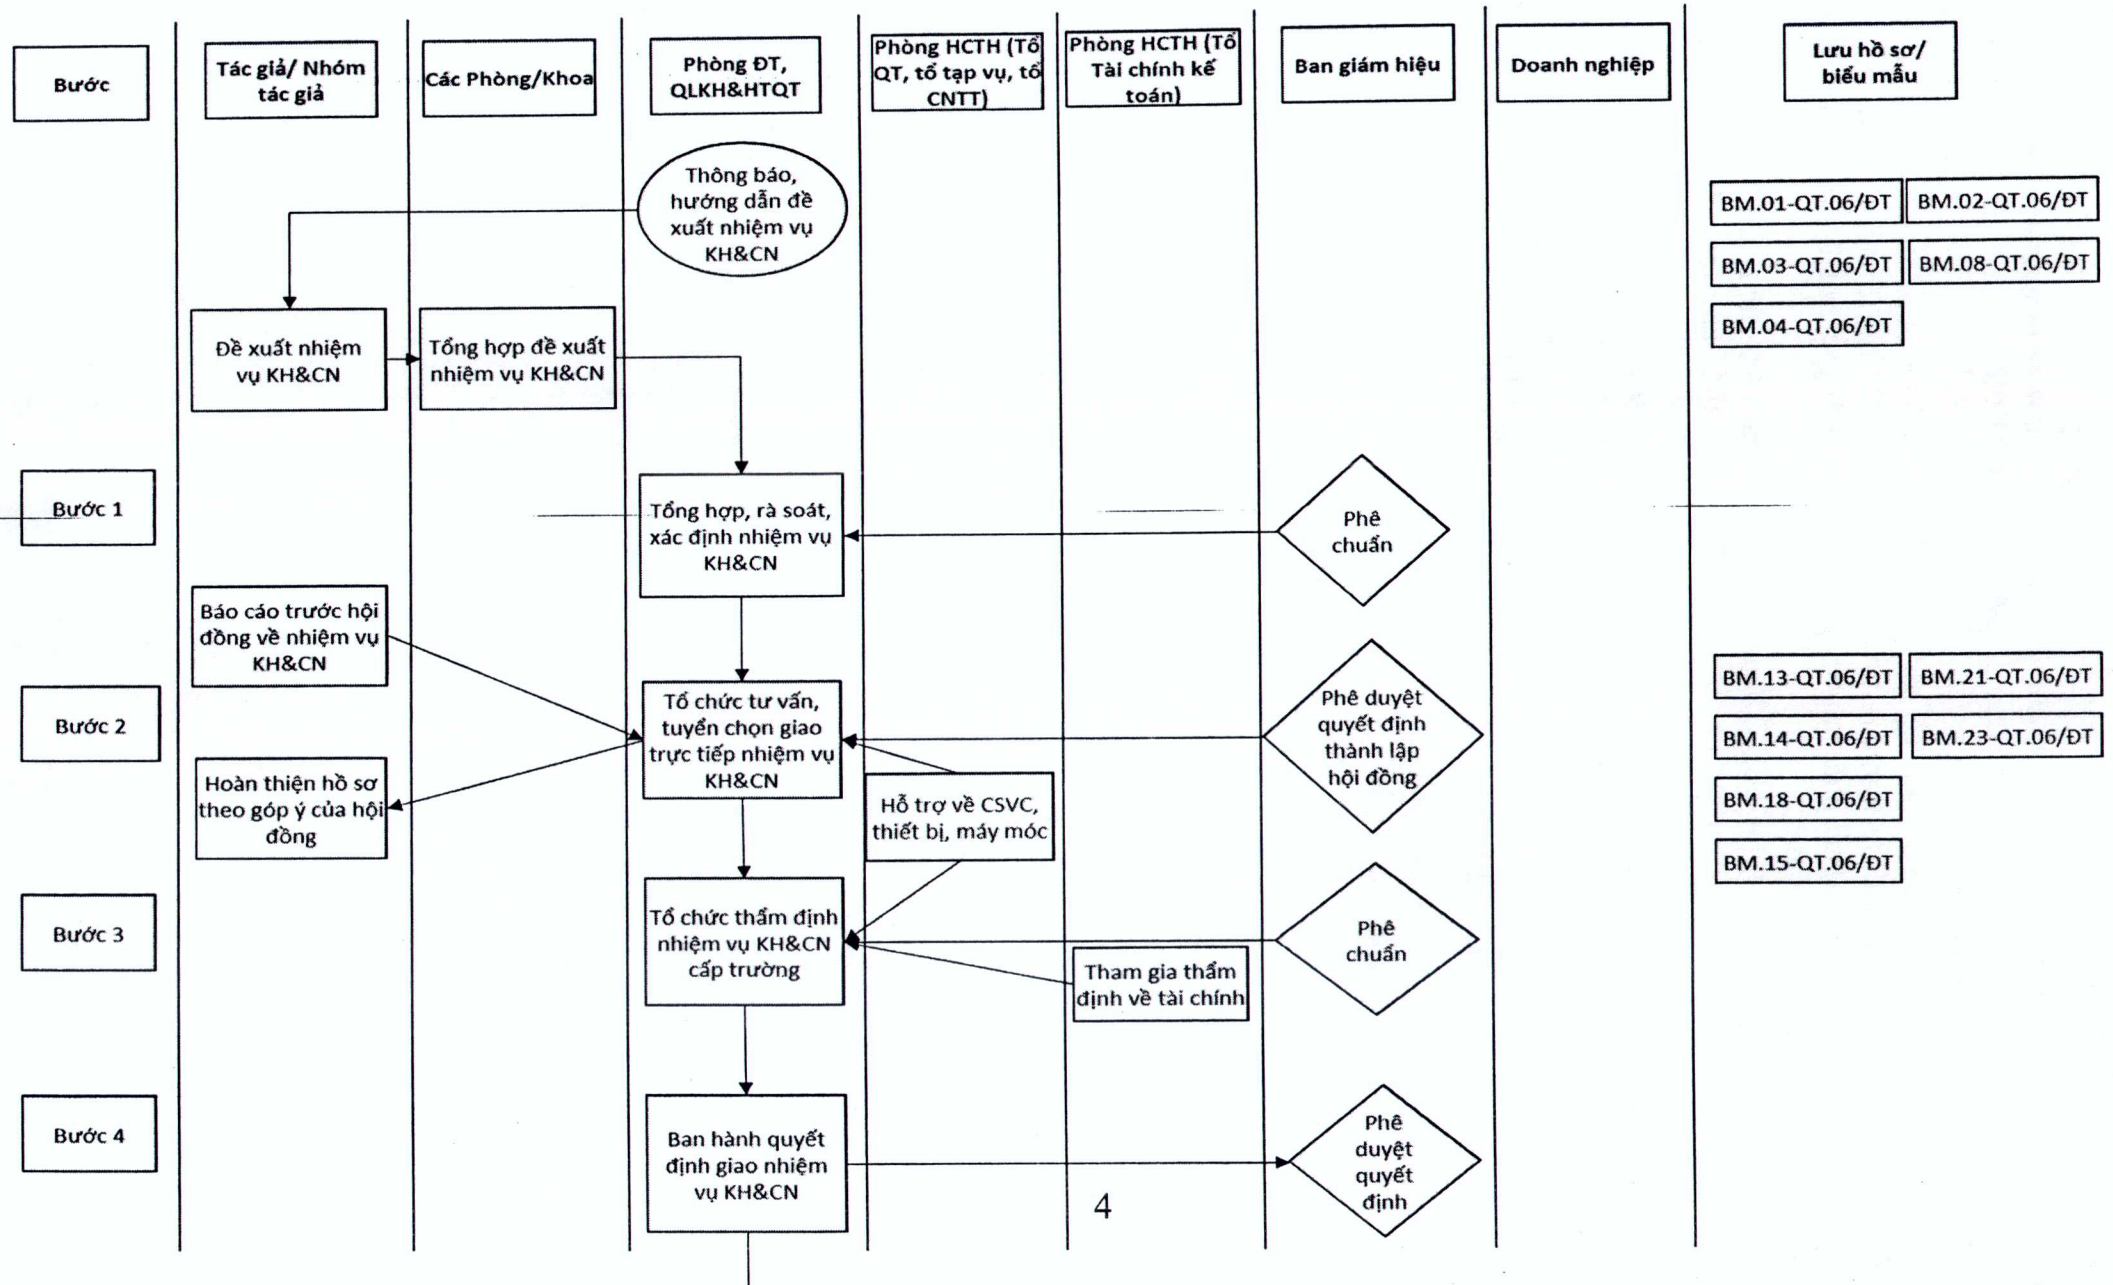 Bước
Tác giả/ Nhóm
tác giả
Các Phòng/Khoa
Phòng ĐT,
QLKH&HTQT
Phòng HCTH (Tổ
QT, tổ tạp vụ, tổ
CNTT)
Phòng HCTH (Tổ
Tài chính kế
toán)
Ban giám hiệu
Doanh nghiệp
Lưu hồ sơ/
biểu mẫu
Thông báo,
hướng dẫn đề
xuất nhiệm vụ
KH&CN
BM.01-QT.06/ĐT
BM.02-QT.06/ĐT
BM.03-QT.06/ĐT
BM.08-QT.06/ĐT
BM.04-QT.06/ĐT
Đề xuất nhiệm
vụ KH&CN
Tổng hợp đề xuất
nhiệm vụ KH&CN
Bước 1
Tổng hợp, rà soát,
xác định nhiệm vụ
KH&CN
Phê
chuẩn
Báo cáo trước hội
đồng về nhiệm vụ
KH&CN
Bước 2
Tổ chức tư vấn,
tuyển chọn giao
trực tiếp nhiệm vụ
KH&CN
Phê duyệt
quyết định
thành lập
hội đồng
BM.13-QT.06/ĐT
BM.21-QT.06/ĐT
BM.14-QT.06/ĐT
BM.23-QT.06/ĐT
BM.18-QT.06/ĐT
BM.15-QT.06/ĐT
Hoàn thiện hồ sơ
theo góp ý của hội
đồng
Hỗ trợ về CSVC,
thiết bị, máy móc
Bước 3
Tổ chức thẩm định
nhiệm vụ KH&CN
cấp trường
Phê
chuẩn
Tham gia thẩm
định về tài chính
Bước 4
Ban hành quyết
định giao nhiệm
vụ KH&CN
Phê
duyệt
quyết
định
4